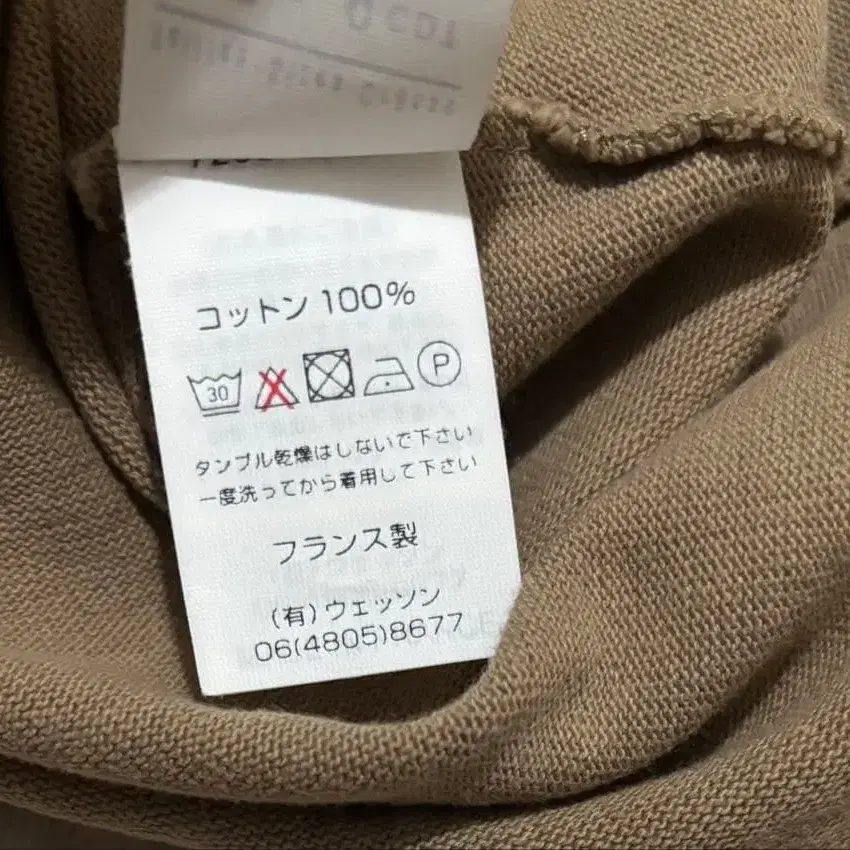 コットン 100%
30
P
タンブル乾燥はしないで下さい
一度洗ってから着用して下さい
フランス製
(有)ウェッソン
06(4805)8677